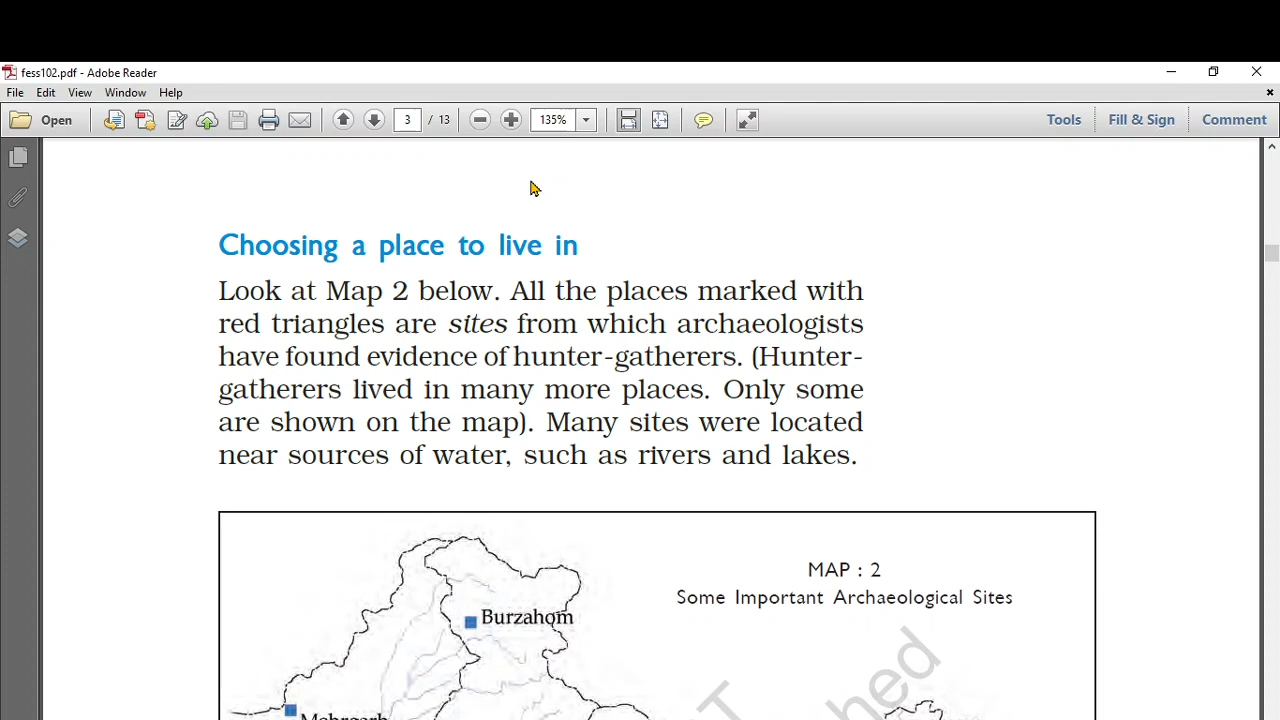 fess102.pdf - Adobe Reader
File Edit View Window Help
Open 3 / 13 135% Tools Fill & Sign Comment
Choosing a place to live in
Look at Map 2 below. All the places marked with
red triangles are sites from which archaeologists
have found evidence of hunter-gatherers. (Hunter-
gatherers lived in many more places. Only some
are shown on the map). Many sites were located
near sources of water, such as rivers and lakes.
MAP : 2
Some Important Archaeological Sites
Burzahom
Mehrgarh